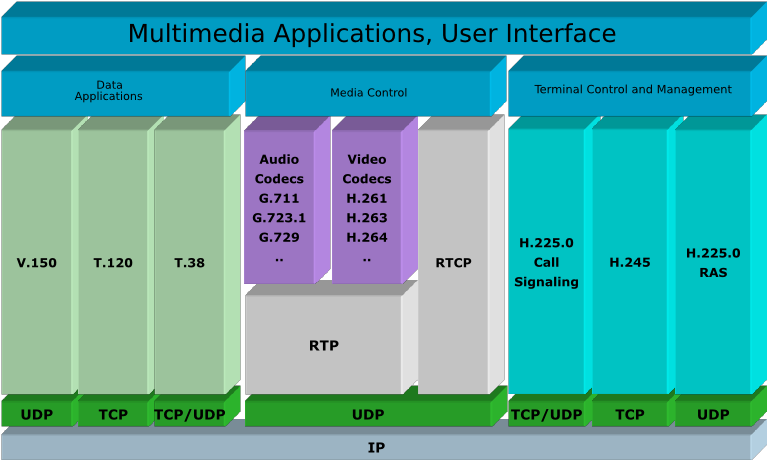 Multimedia Applications, User Interface
Data
Applications
Media Control
Terminal Control and Management
V.150
T.120
T.38
Audio
Codecs
G.711
G.723.1
G.729
..
Video
Codecs
H.261
H.263
H.264
..
RTP
RTCP
H.225.0
Call
Signaling
H.245
H.225.0
RAS
UDP
TCP
TCP/UDP
UDP
TCP/UDP
TCP
UDP
IP